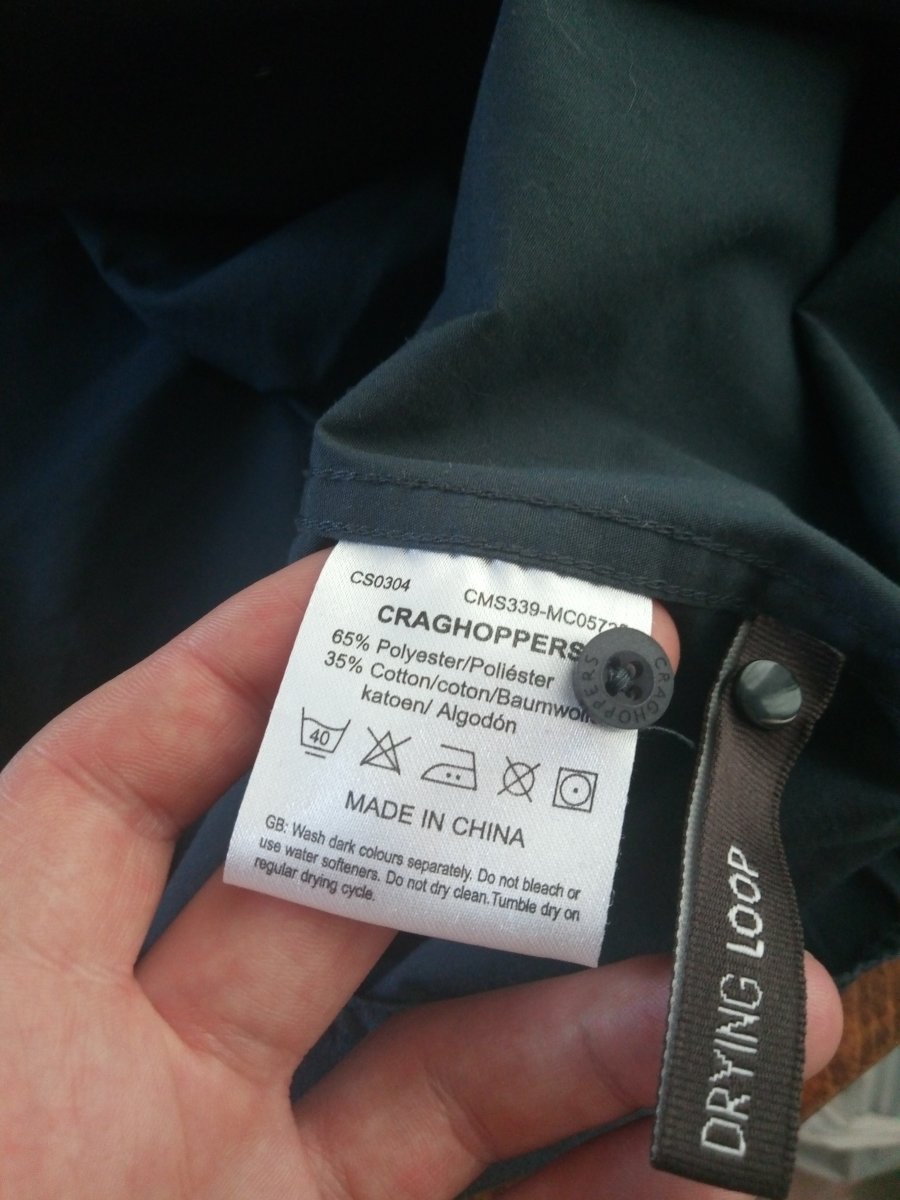 CS0304 CMS339-MC0572
CRAGHOPPERS
65% Polyester/Poliéster
35% Cotton/coton/
katoen/ Algodón
40
MADE IN CHINA
GB: Wash dark colours separately. Do not bleach or
use water softeners. Do not dry clean.Tumble dry on
regular drying cycle.
CRAGHOPPERS
DRYING LOOP